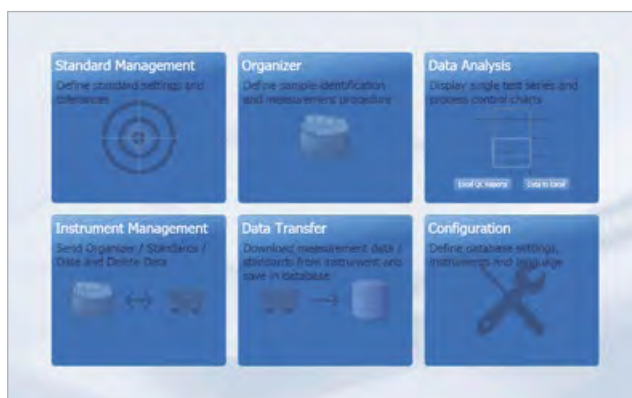 Standard Management
Define standard settings and
tolerances
Organizer
Define sample-identification
and measurement procedure
Data Analysis
Display single test series and
process control charts
Excel QC Reports
Data to Excel
Instrument Management
Send Organizer / Standards /
Date and Delete Data
Data Transfer
Download measurement data /
standards from instrument and
save in database
Configuration
Define database settings,
instruments and language